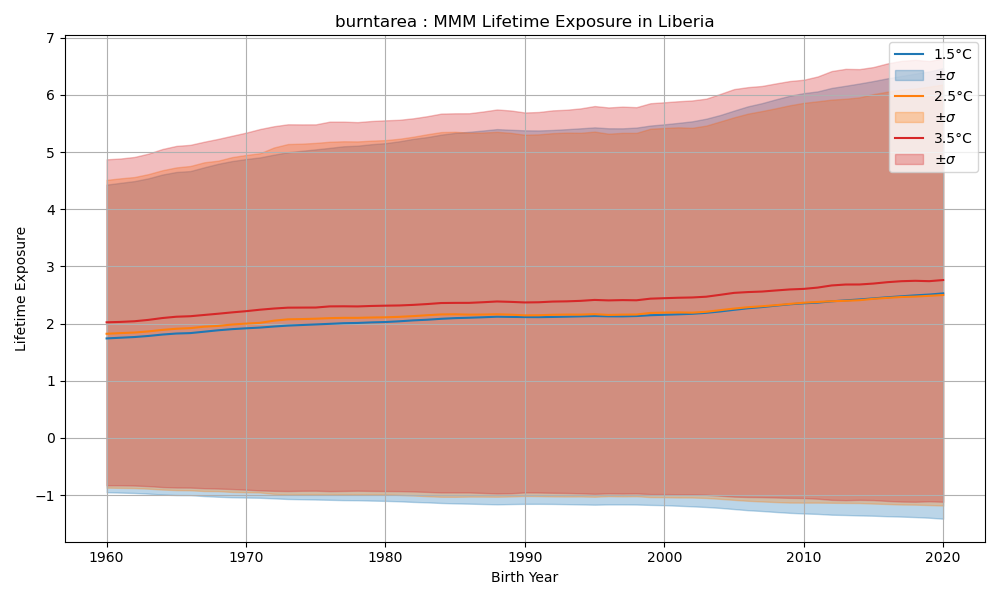 burntarea : MMM Lifetime Exposure in Liberia
7
6
5
4
3
2
1
0
−1
Lifetime Exposure
1.5°C
±σ
2.5°C
±σ
3.5°C
±σ
1960 1970 1980 1990 2000 2010 2020
Birth Year